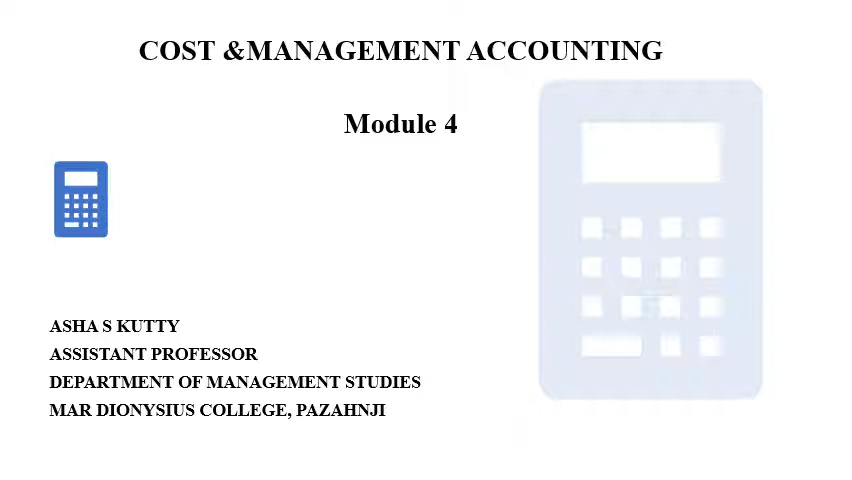 COST &MANAGEMENT ACCOUNTING
Module 4
ASHA S KUTTY
ASSISTANT PROFESSOR
DEPARTMENT OF MANAGEMENT STUDIES
MAR DIONYSIUS COLLEGE, PAZAHNJI